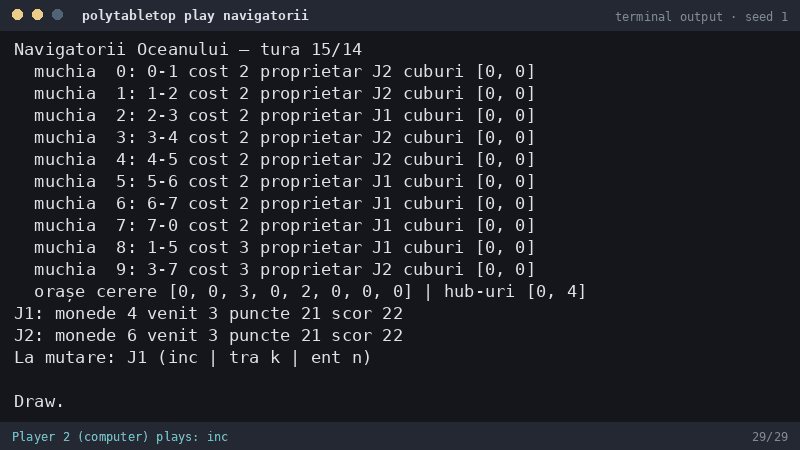 polytabletop play navigatorii
terminal output · seed 1
Navigatorii Oceanului — tura 15/14
muchia  0: 0-1 cost 2 proprietar J2 cuburi [0, 0]
muchia  1: 1-2 cost 2 proprietar J2 cuburi [0, 0]
muchia  2: 2-3 cost 2 proprietar J1 cuburi [0, 0]
muchia  3: 3-4 cost 2 proprietar J2 cuburi [0, 0]
muchia  4: 4-5 cost 2 proprietar J2 cuburi [0, 0]
muchia  5: 5-6 cost 2 proprietar J1 cuburi [0, 0]
muchia  6: 6-7 cost 2 proprietar J1 cuburi [0, 0]
muchia  7: 7-0 cost 2 proprietar J1 cuburi [0, 0]
muchia  8: 1-5 cost 3 proprietar J1 cuburi [0, 0]
muchia  9: 3-7 cost 3 proprietar J2 cuburi [0, 0]
orașe cerere [0, 0, 3, 0, 2, 0, 0, 0] | hub-uri [0, 4]
J1: monede 4 venit 3 puncte 21 scor 22
J2: monede 6 venit 3 puncte 21 scor 22
La mutare: J1 (inc | tra k | ent n)
Draw.
Player 2 (computer) plays: inc
29/29